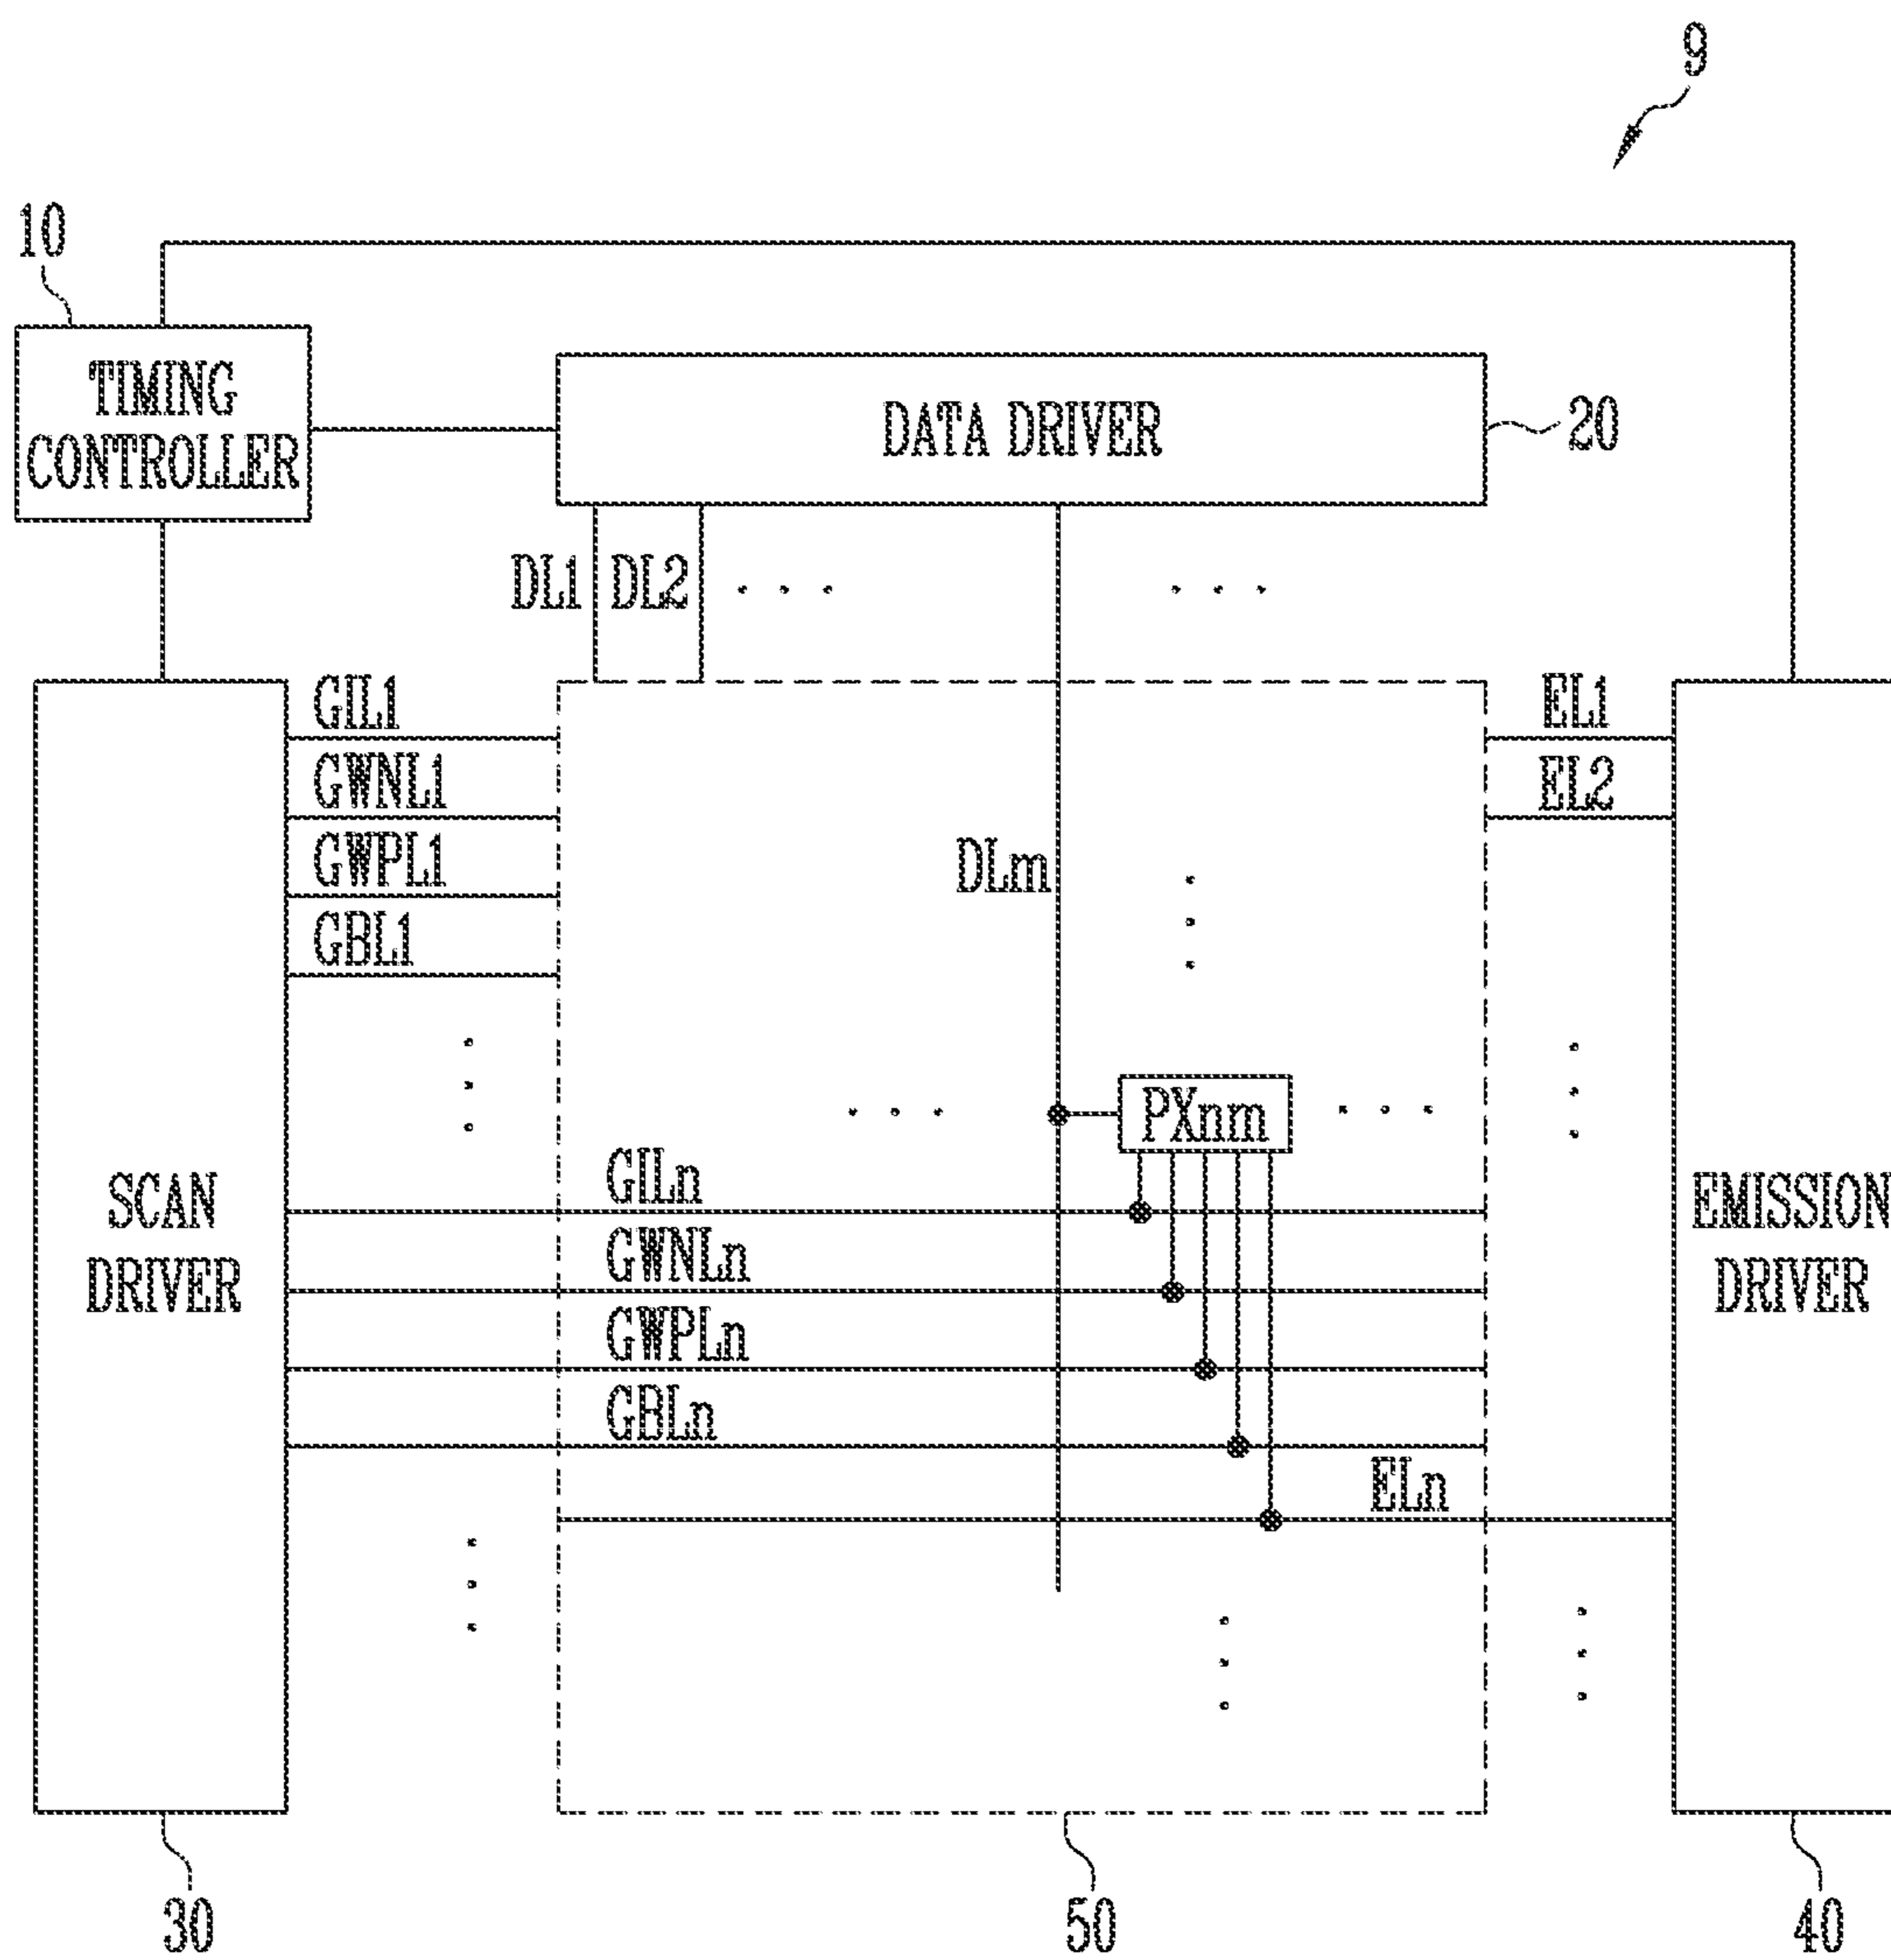 9
10
TIMING
CONTROLLER
DATA DRIVER
20
DL1
DL2
GIL1
EL1
GWNL1
EL2
GWPL1
DLm
GBL1
PXnm
GILn
SCAN
DRIVER
EMISSION
DRIVER
GWNLn
GWPLn
GBLn
ELn
30
50
40